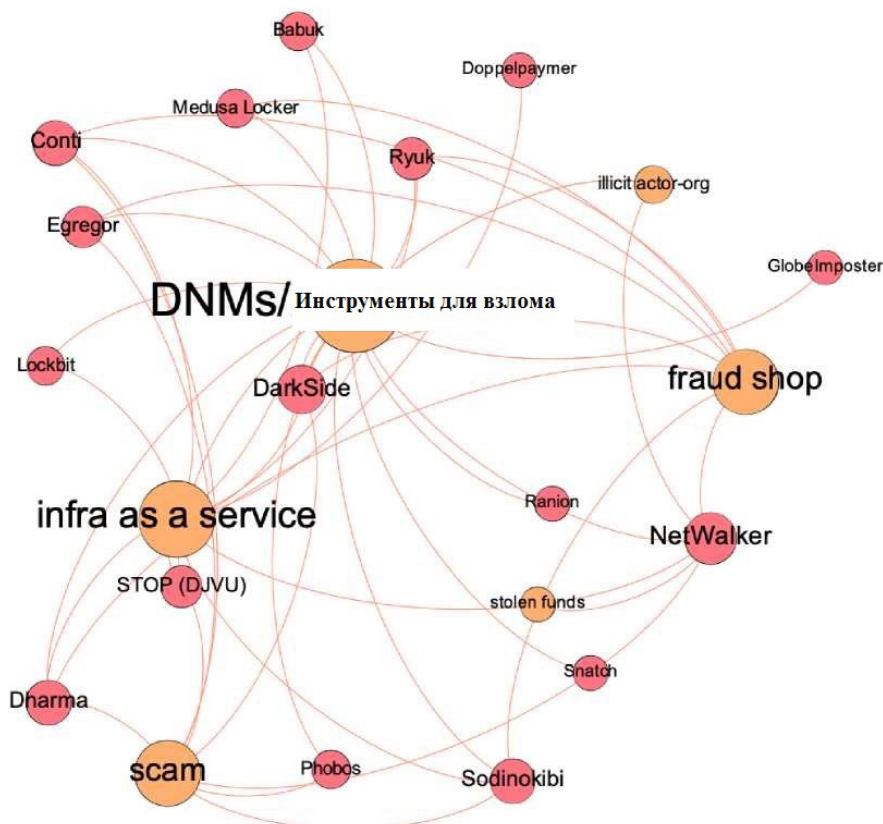 Babuk
Doppelpaymer
Medusa Locker
Conti
Ryuk
illicit actor-org
Egregor
GlobeImposter
DNMs/ Инструменты для взлома
Lockbit
DarkSide
fraud shop
Ranion
infra as a service
NetWalker
STOP (DJVU)
stolen funds
Snatch
Dharma
scam
Phobos
Sodinokibi